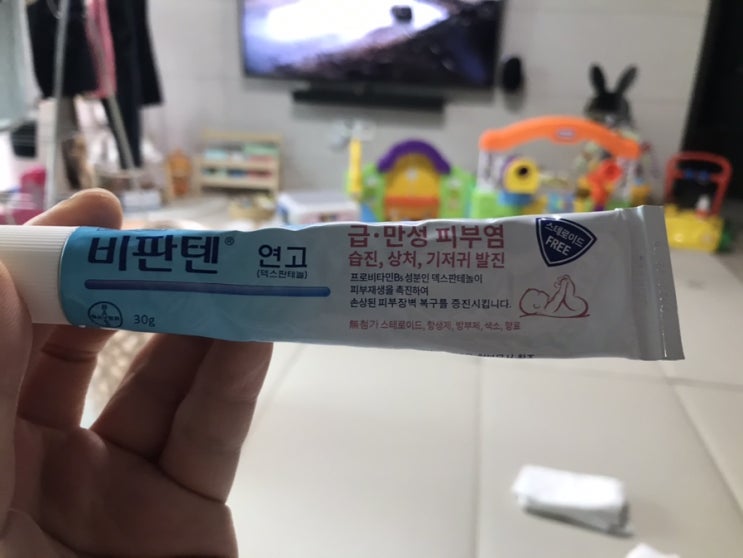 비판텐®
연고
(덱스판테놀)
30g
급·만성 피부염
습진, 상처, 기저귀 발진
프로비타민B₅ 성분인 덱스판테놀이
피부재생을 촉진하여
손상된 피부장벽 복구를 증진시킵니다.
無첨가 스테로이드, 항생제, 방부제, 색소, 향료
스테로이드
FREE